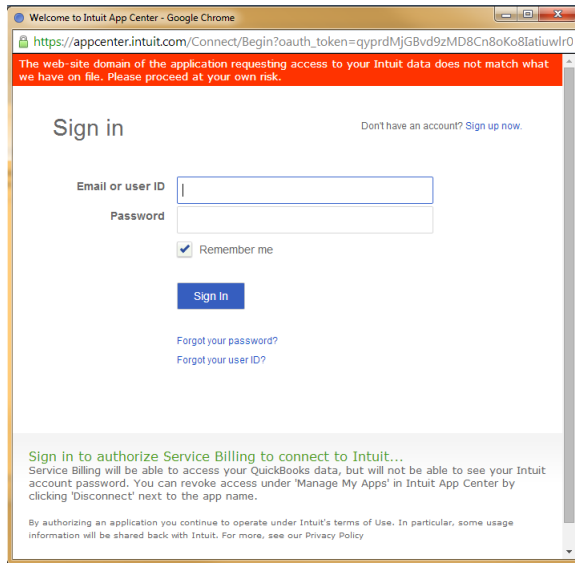 Welcome to Intuit App Center - Google Chrome
https://appcenter.intuit.com/Connect/Begin?oauth_token=qyprdMjGBvd9zMD8Cn8oKo8Iatiuwlr0
The web-site domain of the application requesting access to your Intuit data does not match what
we have on file. Please proceed at your own risk.
Sign in
Don't have an account? Sign up now.
Email or user ID
Password
Remember me
Sign In
Forgot your password?
Forgot your user ID?
Sign in to authorize Service Billing to connect to Intuit...
Service Billing will be able to access your QuickBooks data, but will not be able to see your Intuit
account password. You can revoke access under 'Manage My Apps' in Intuit App Center by
clicking 'Disconnect' next to the app name.
By authorizing an application you continue to operate under Intuit's terms of Use. In particular, some usage
information will be shared back with Intuit. For more, see our Privacy Policy